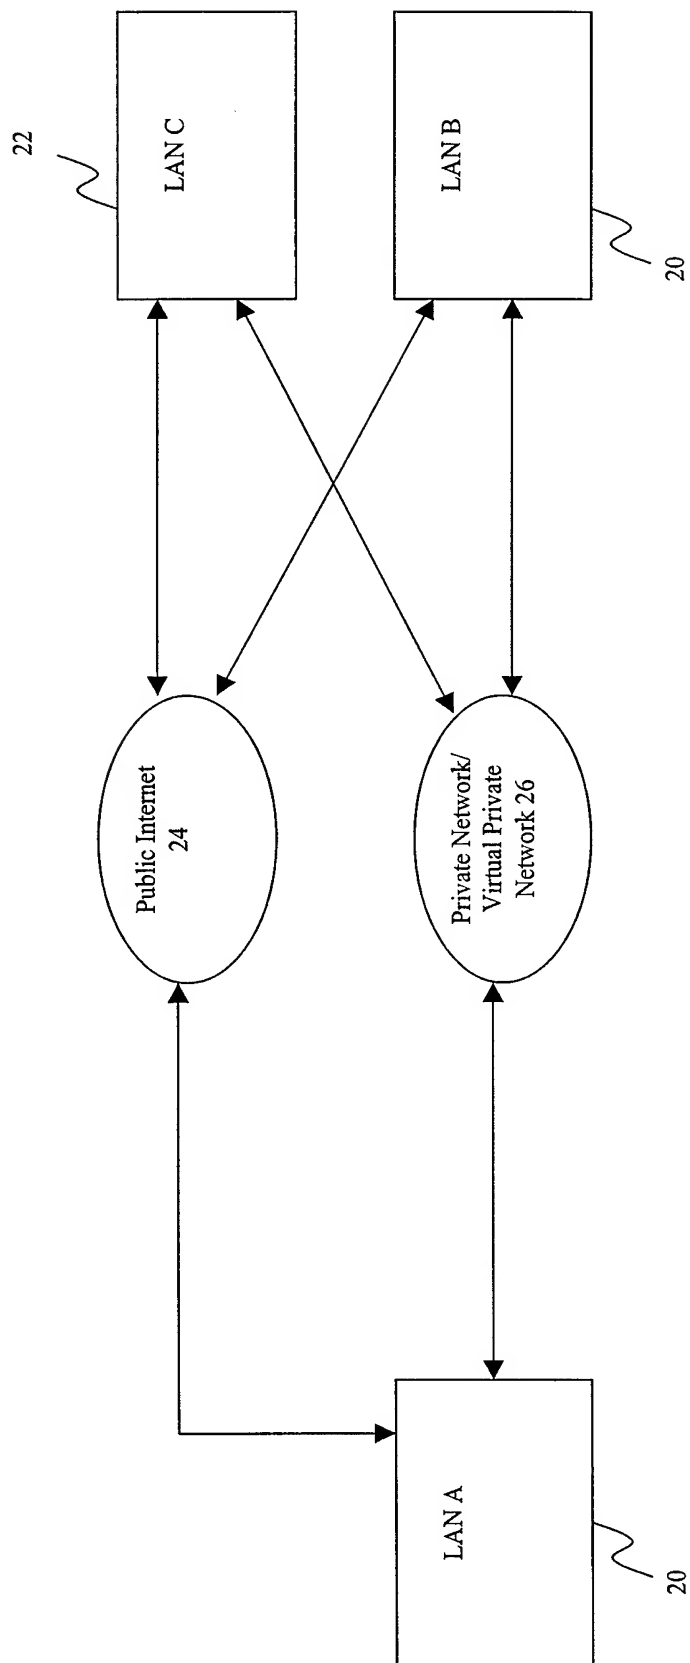 22
LAN C
LAN B
20
Public Internet
24
Private Network/
Virtual Private
Network 26
LAN A
20